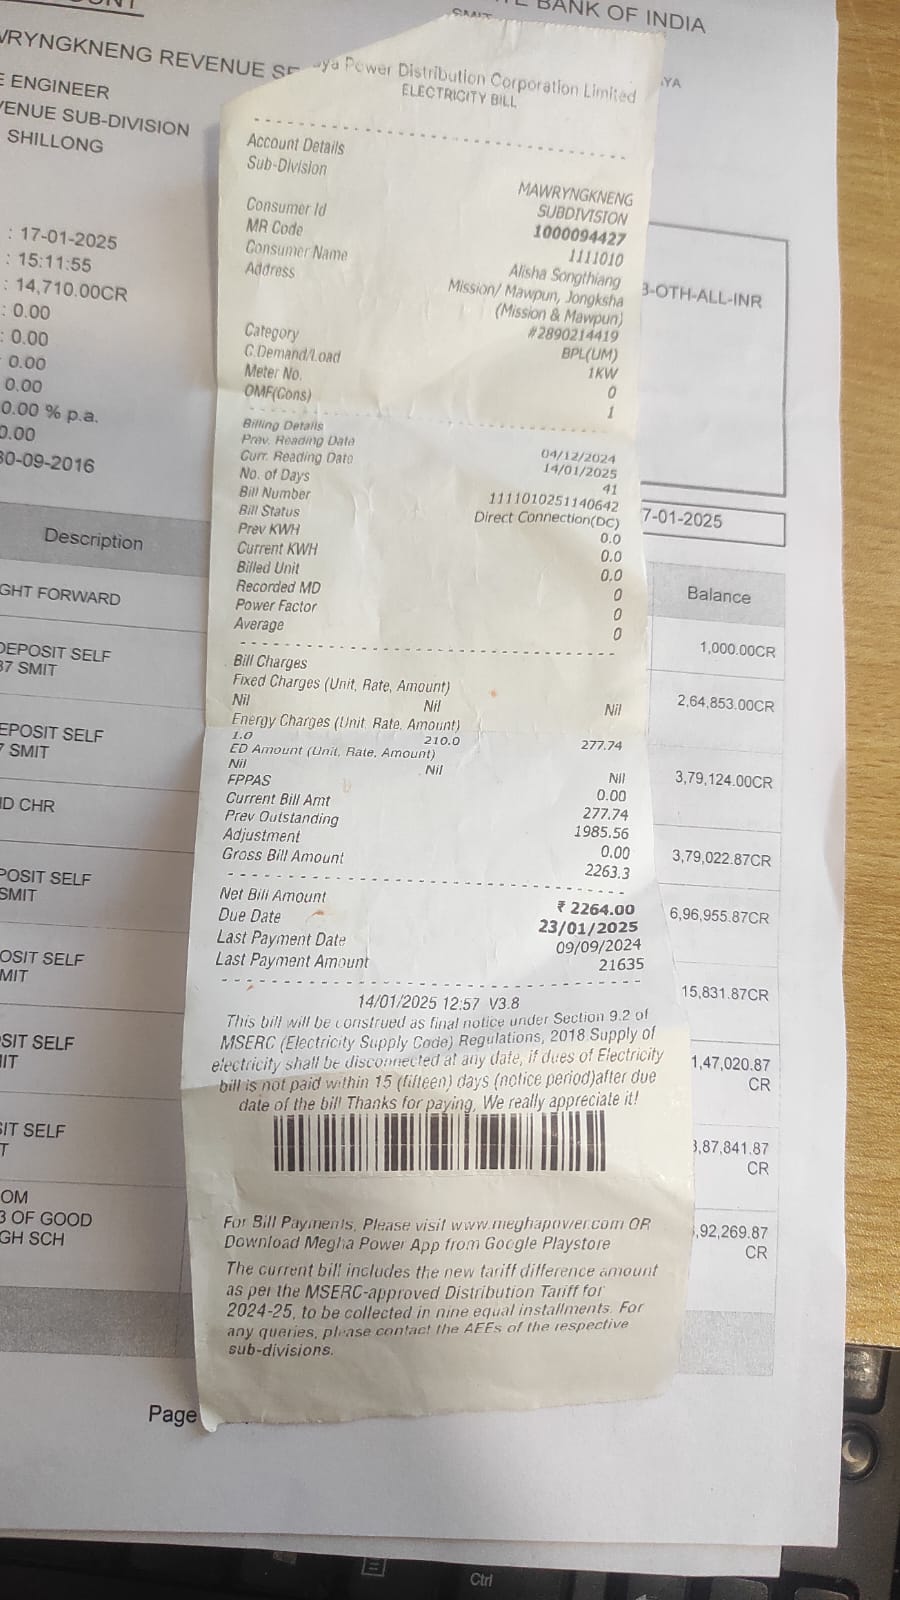 BANK OF INDIA
WRYNGKNENG REVENUE
ENGINEER
VENUE SUB-DIVISION
SHILLONG
: 17-01-2025
: 15:11:55
: 14,710.00CR
: 0.00
: 0.00
0.00
0.00
0.00 % p.a.
0.00
30-09-2016
Description
GHT FORWARD
DEPOSIT SELF
37 SMIT
EPOSIT SELF
7 SMIT
ID CHR
POSIT SELF
SMIT
OSIT SELF
MIT
SIT SELF
IT
SIT SELF
T
OM
3 OF GOOD
GH SCH
Page
ya Power Distribution Corporation Limited
ELECTRICITY BILL
Account Details
Sub-Division MAWRYNGKNENG
SUBDIVISION
Consumer Id 1000094427
MR Code 1111010
Consumer Name Alisha Songthiang
Address Mission/ Mawpun, Jongksha
(Mission & Mawpun)
#2890214419
Category BPL(UM)
C.Demand/Load 1KW
Meter No. 0
OMF(Cons) 1
Billing Details
Prev. Reading Date 04/12/2024
Curr. Reading Date 14/01/2025
No. of Days 41
Bill Number 1111010251140642
Bill Status Direct Connection(DC)
Prev KWH 0.0
Current KWH 0.0
Billed Unit 0.0
Recorded MD 0
Power Factor 0
Average 0
Bill Charges
Fixed Charges (Unit, Rate, Amount)
Nil Nil Nil
Energy Charges (Unit, Rate, Amount)
1.0 210.0 277.74
ED Amount (Unit, Rate, Amount)
Nil Nil Nil
FPPAS 0.00
Current Bill Amt 277.74
Prev Outstanding 1985.56
Adjustment 0.00
Gross Bill Amount 2263.3
Net Bill Amount ₹ 2264.00
Due Date 23/01/2025
Last Payment Date 09/09/2024
Last Payment Amount 21635
14/01/2025 12:57 V3.8
This bill will be construed as final notice under Section 9.2 of
MSERC (Electricity Supply Code) Regulations, 2018.Supply of
electricity shall be disconnected at any date, if dues of Electricity
bill is not paid within 15 (fifteen) days (notice period)after due
date of the bill Thanks for paying, We really appreciate it!
For Bill Payments, Please visit www.meghapower.com OR
Download Megha Power App from Google Playstore
The current bill includes the new tariff difference amount
as per the MSERC-approved Distribution Tariff for
2024-25, to be collected in nine equal installments. For
any queries, please contact the AEEs of the respective
sub-divisions.
YA
3-OTH-ALL-INR
7-01-2025
Balance
1,000.00CR
2,64,853.00CR
3,79,124.00CR
3,79,022.87CR
6,96,955.87CR
15,831.87CR
1,47,020.87
CR
3,87,841.87
CR
,92,269.87
CR
Ctrl